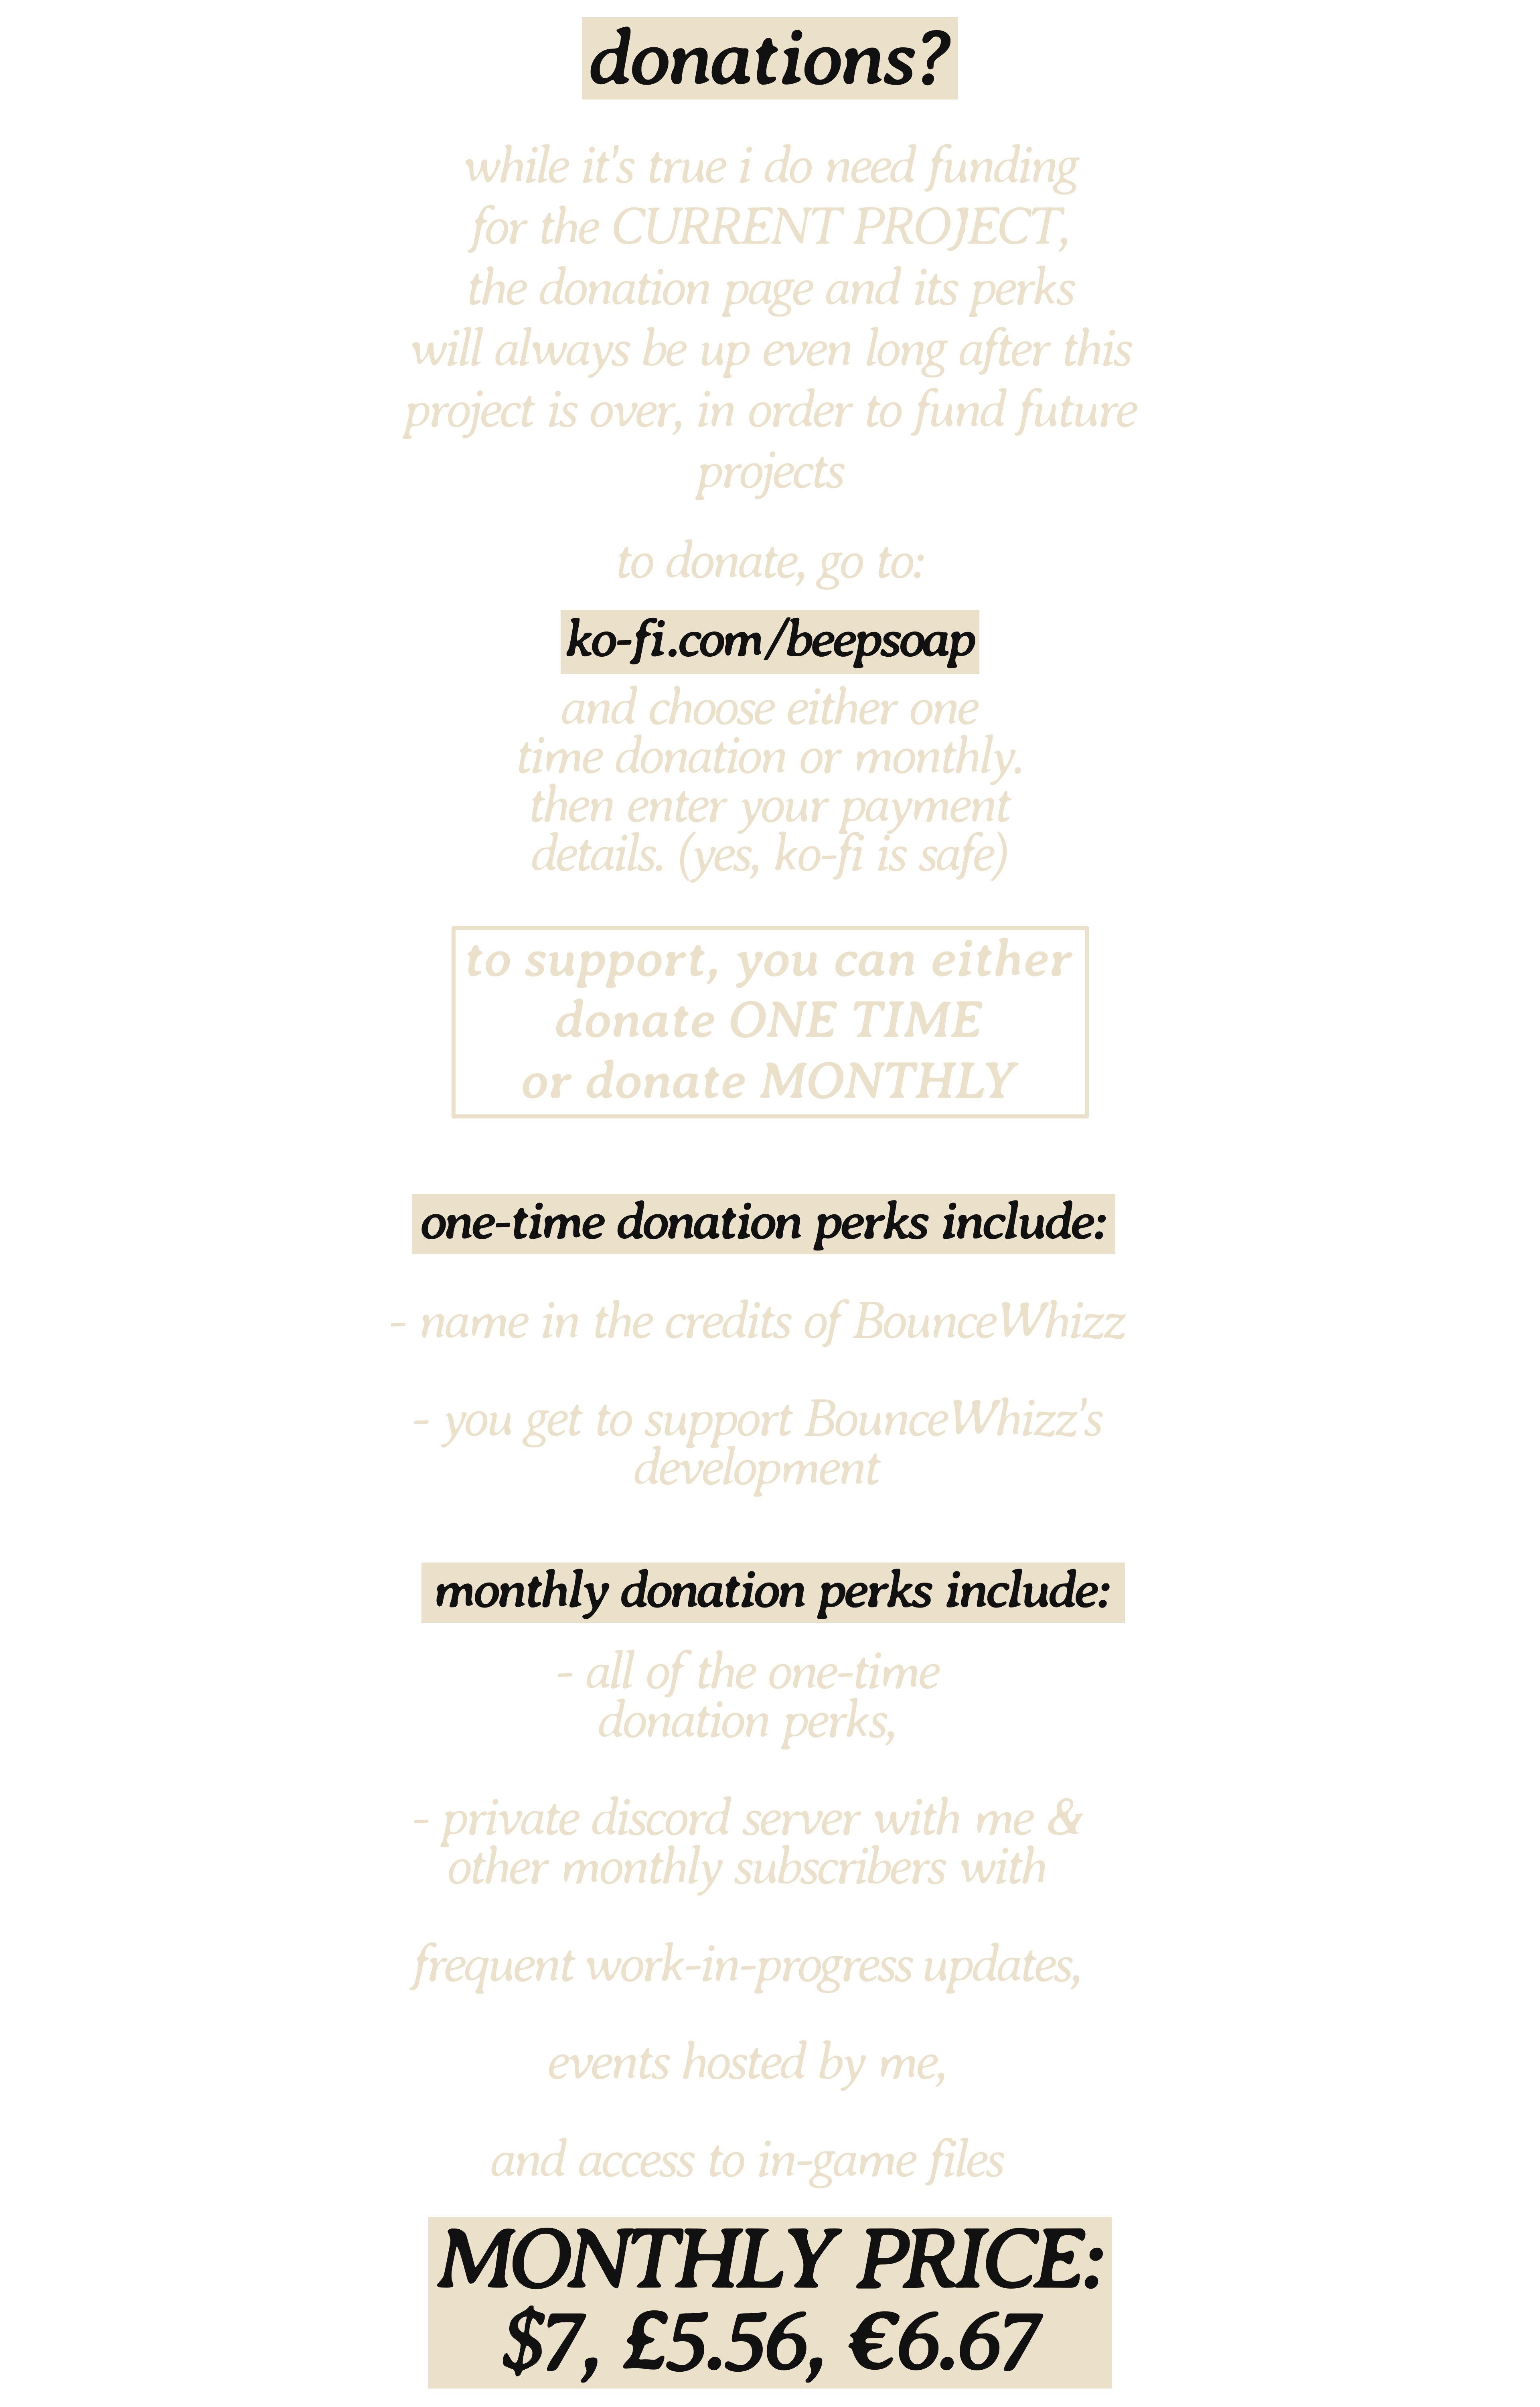 donations?
while it's true i do need funding
for the CURRENT PROJECT,
the donation page and its perks
will always be up even long after this
project is over, in order to fund future
projects
to donate, go to:
ko-fi.com/beepsoap
and choose either one
time donation or monthly.
then enter your payment
details. (yes, ko-fi is safe)
to support, you can either
donate ONE TIME
or donate MONTHLY
one-time donation perks include:
- name in the credits of BounceWhizz
- you get to support BounceWhizz's
development
monthly donation perks include:
- all of the one-time
donation perks,
- private discord server with me &
other monthly subscribers with
frequent work-in-progress updates,
events hosted by me,
and access to in-game files
MONTHLY PRICE:
$7, £5.56, €6.67